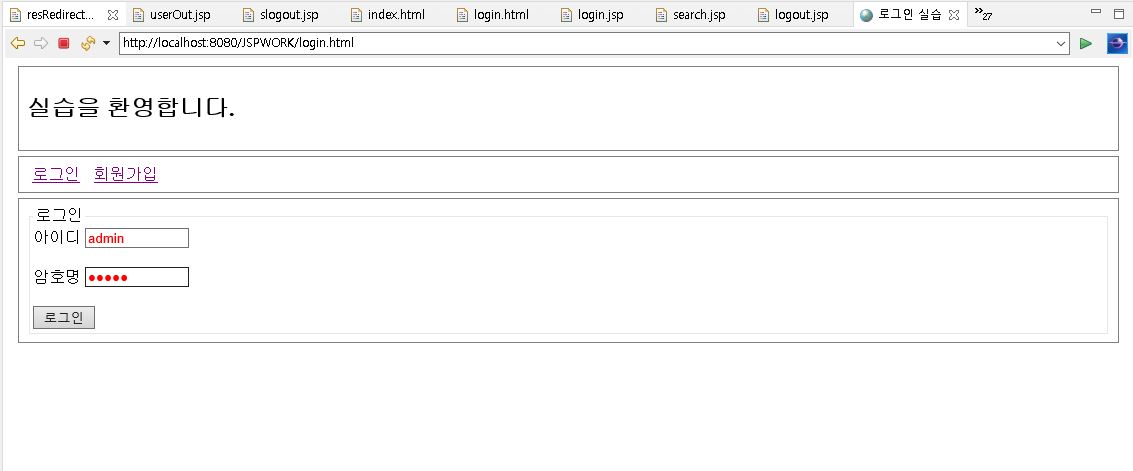 resRedirect... userOut.jsp slogout.jsp index.html login.html login.jsp search.jsp logout.jsp 로그인 실습 »27
http://localhost:8080/JSPWORK/login.html
실습을 환영합니다.
로그인 회원가입
로그인
아이디 admin
암호명 ●●●●●
로그인